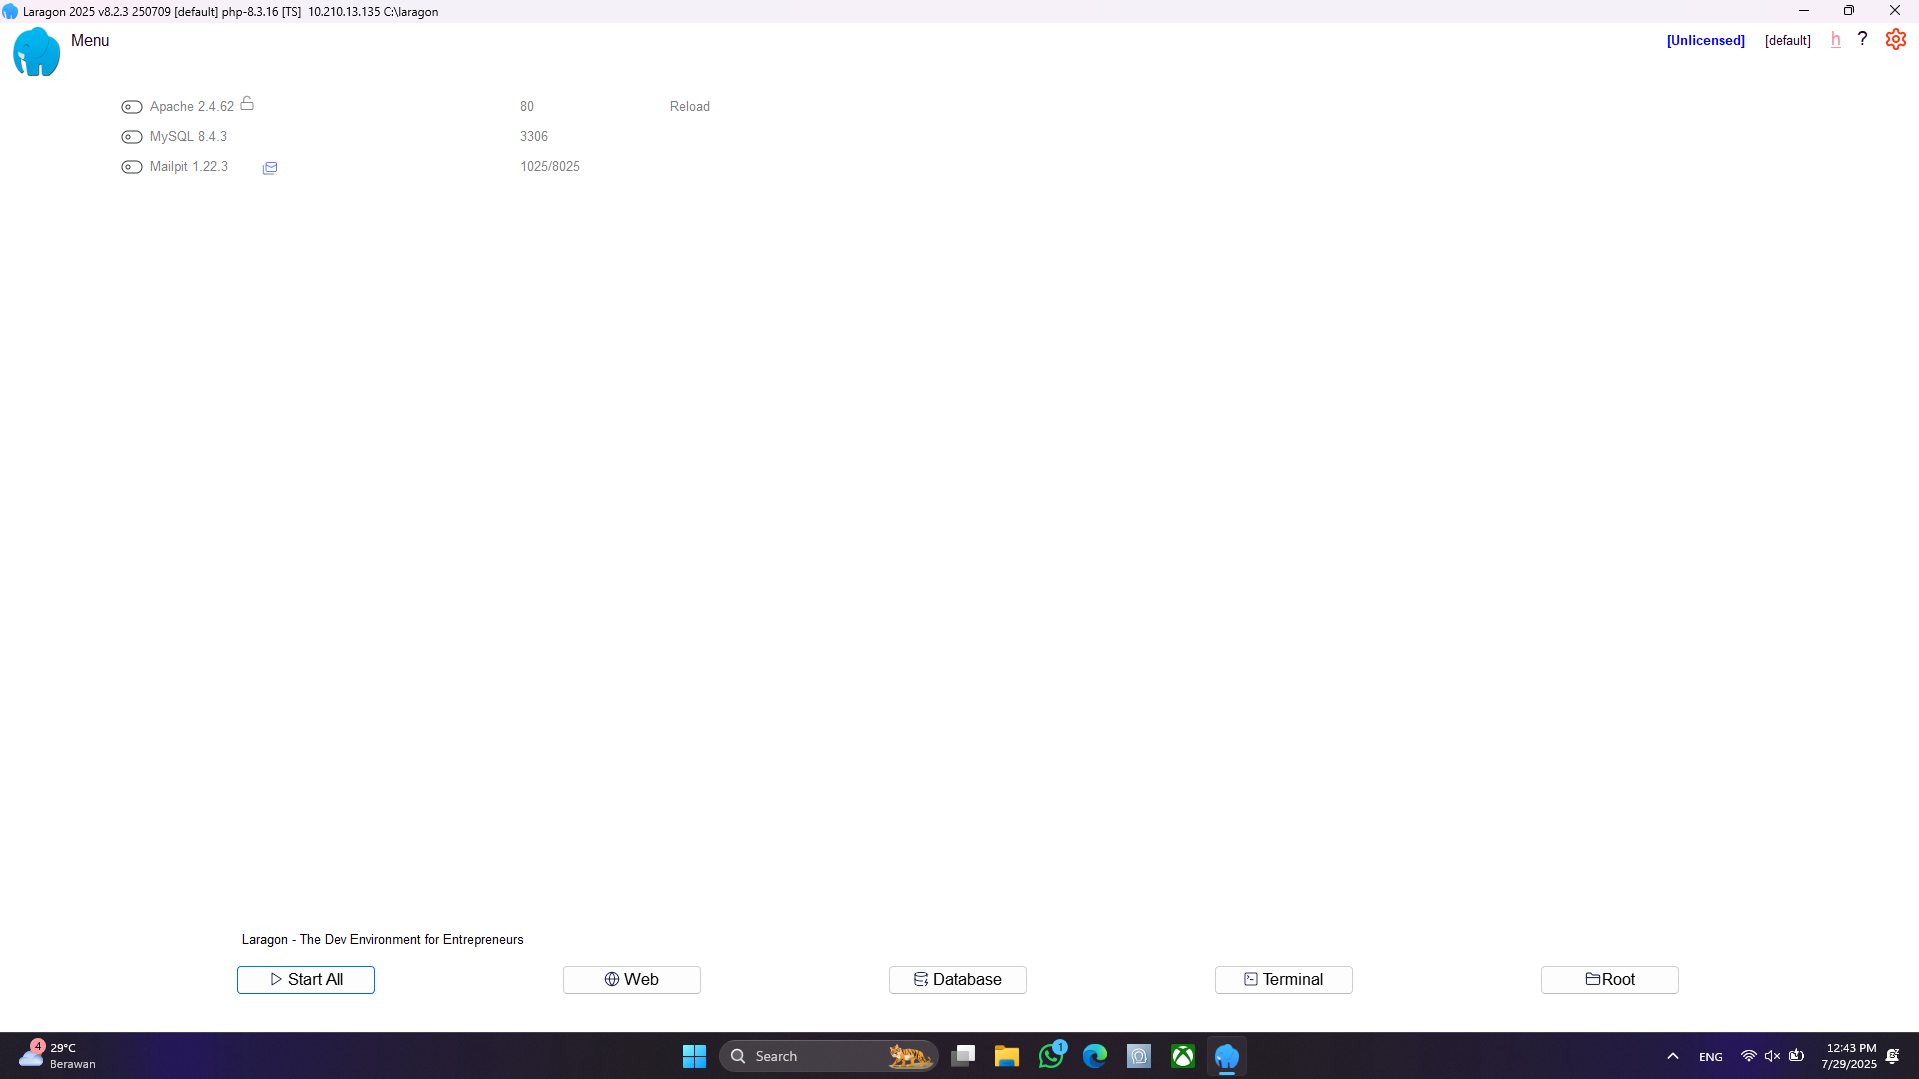 Laragon 2025 v8.2.3 250709 [default] php-8.3.16 [TS]  10.210.13.135 C:\laragon
Menu
[Unlicensed] [default] h ?
Apache 2.4.62 80 Reload
MySQL 8.4.3 3306
Mailpit 1.22.3 1025/8025
Laragon - The Dev Environment for Entrepreneurs
Start All Web Database Terminal Root
4 29°C
Berawan
Search
1
ENG
12:43 PM
7/29/2025